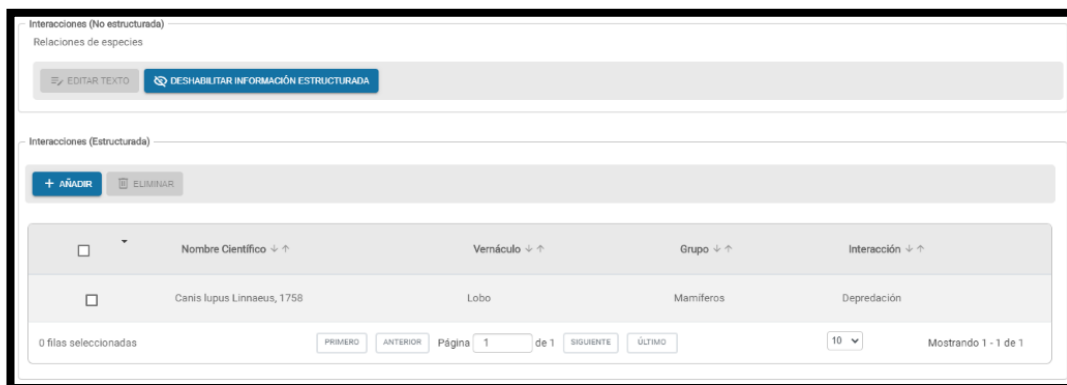 Interacciones (No estructurada)
Relaciones de especies
EDITAR TEXTO DESHABILITAR INFORMACIÓN ESTRUCTURADA
Interacciones (Estructurada)
+ AÑADIR ELIMINAR
Nombre Científico ↓ ↑ Vernáculo ↓ ↑ Grupo ↓ ↑ Interacción ↓ ↑
Canis lupus Linnaeus, 1758 Lobo Mamíferos Depredación
0 filas seleccionadas PRIMERO ANTERIOR Página 1 de 1 SIGUIENTE ÚLTIMO 10 Mostrando 1 - 1 de 1